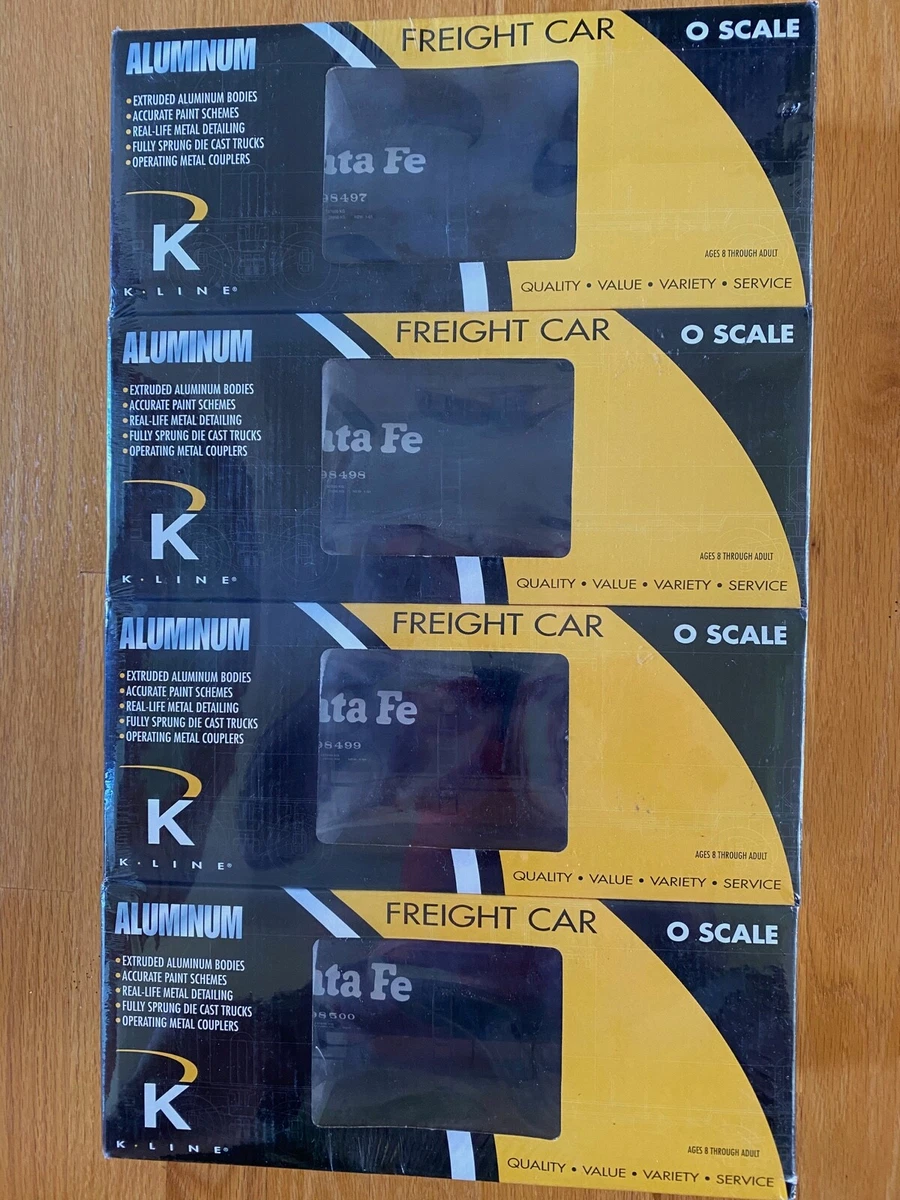 ALUMINUM
FREIGHT CAR
O SCALE
• EXTRUDED ALUMINUM BODIES
• ACCURATE PAINT SCHEMES
• REAL-LIFE METAL DETAILING
• FULLY SPRUNG DIE CAST TRUCKS
• OPERATING METAL COUPLERS
nta Fe
98497
K
K·LINE®
AGES 8 THROUGH ADULT
QUALITY • VALUE • VARIETY • SERVICE
ALUMINUM
FREIGHT CAR
O SCALE
• EXTRUDED ALUMINUM BODIES
• ACCURATE PAINT SCHEMES
• REAL-LIFE METAL DETAILING
• FULLY SPRUNG DIE CAST TRUCKS
• OPERATING METAL COUPLERS
nta Fe
98498
K
K·LINE®
AGES 8 THROUGH ADULT
QUALITY • VALUE • VARIETY • SERVICE
ALUMINUM
FREIGHT CAR
O SCALE
• EXTRUDED ALUMINUM BODIES
• ACCURATE PAINT SCHEMES
• REAL-LIFE METAL DETAILING
• FULLY SPRUNG DIE CAST TRUCKS
• OPERATING METAL COUPLERS
nta Fe
98499
K
K·LINE®
AGES 8 THROUGH ADULT
QUALITY • VALUE • VARIETY • SERVICE
ALUMINUM
FREIGHT CAR
O SCALE
• EXTRUDED ALUMINUM BODIES
• ACCURATE PAINT SCHEMES
• REAL-LIFE METAL DETAILING
• FULLY SPRUNG DIE CAST TRUCKS
• OPERATING METAL COUPLERS
nta Fe
98500
K
K·LINE®
AGES 8 THROUGH ADULT
QUALITY • VALUE • VARIETY • SERVICE